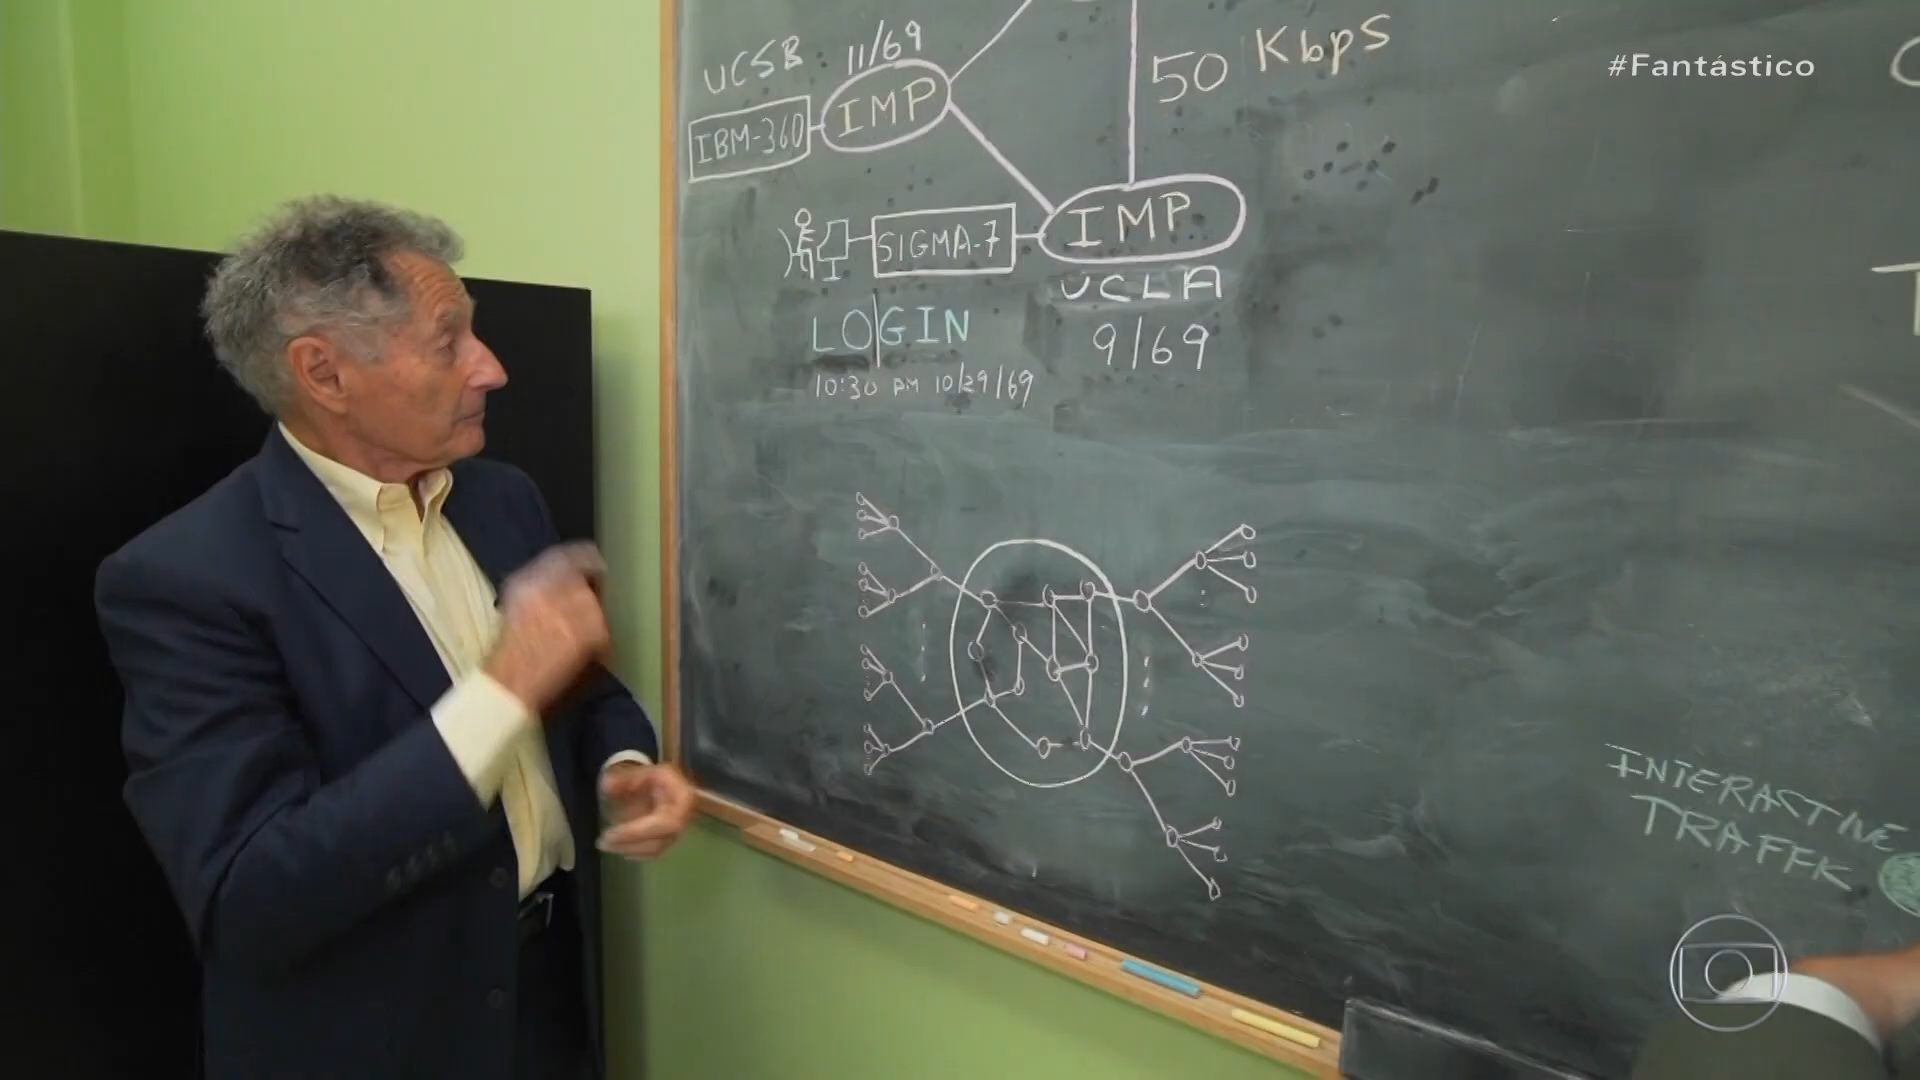 #Fantástico
UCSB 11/69
50 Kbps
IBM-360 IMP
SIGMA-7 IMP
UCLA
LOGIN
9/69
10:30 PM 10/29/69
INTERACTIVE
TRAFFK